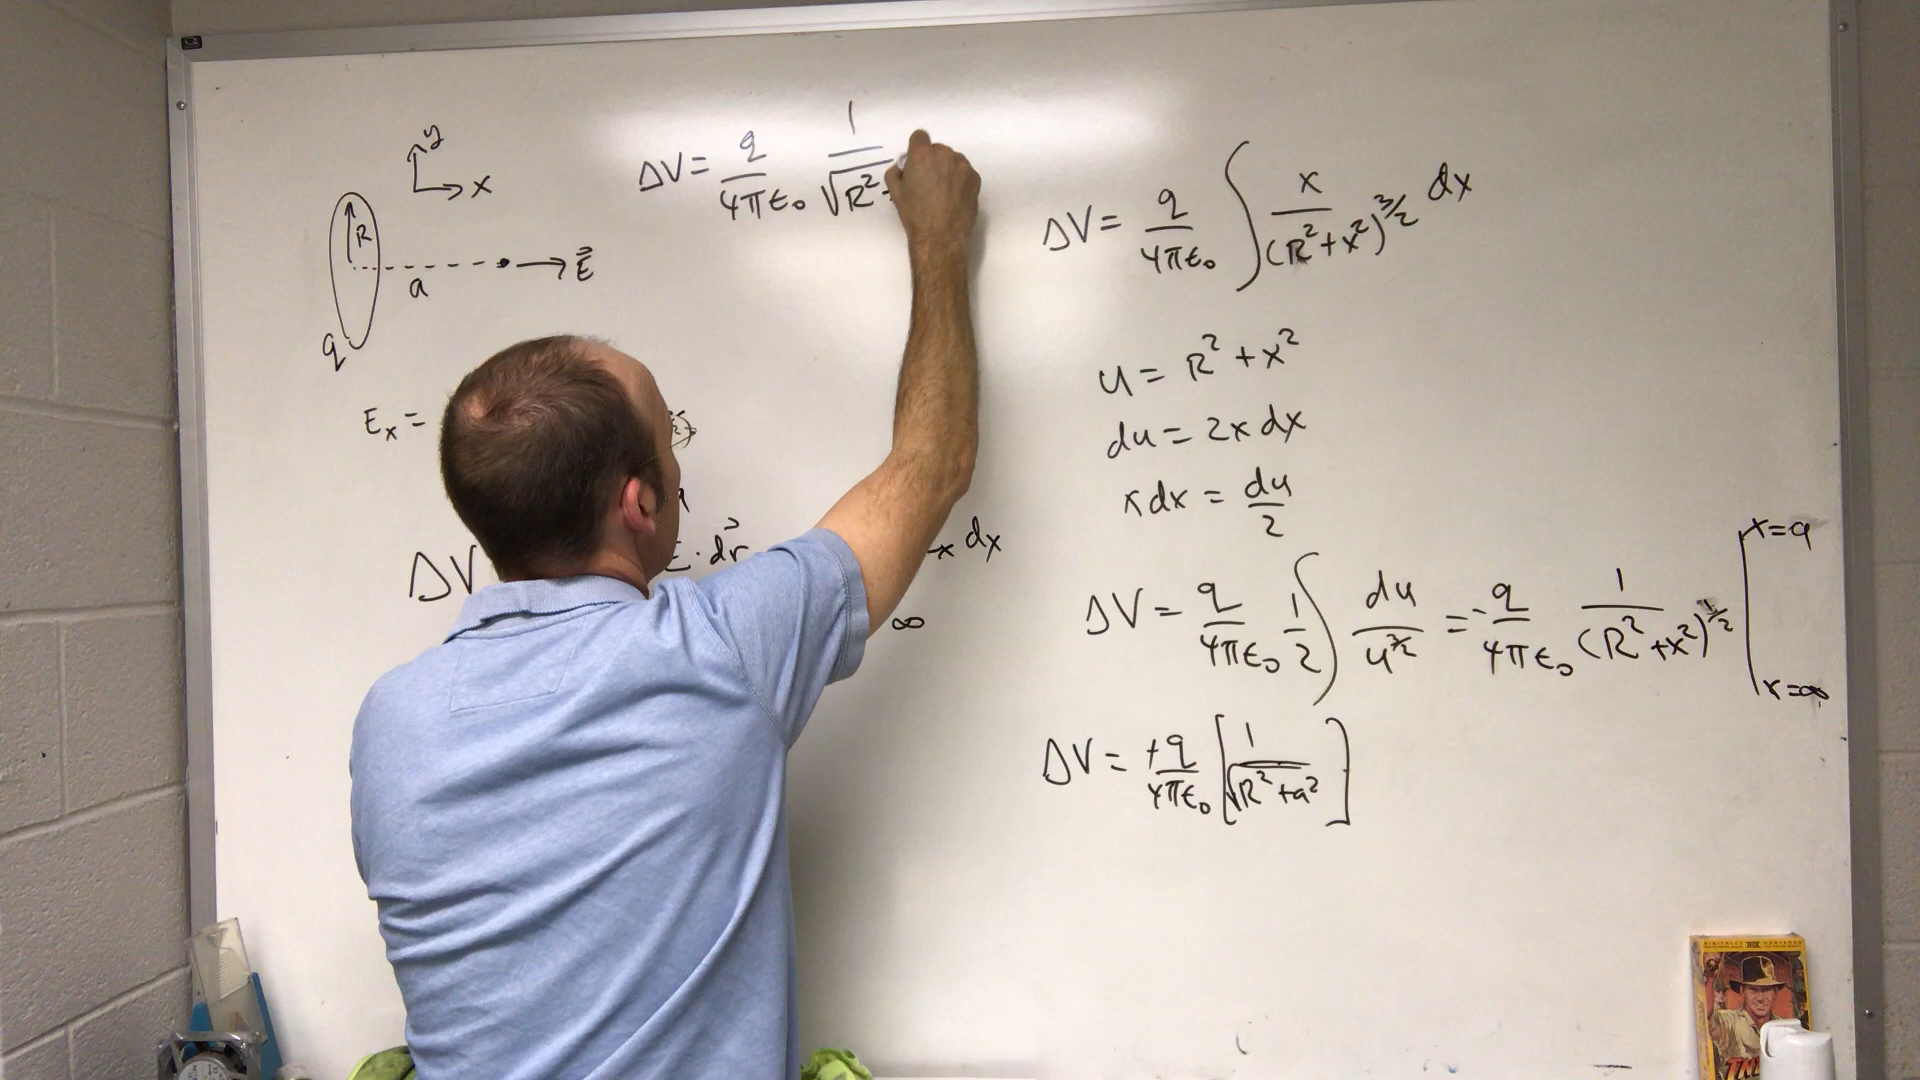 y
x
R
a
E⃗
q
ΔV = q/4πε₀ 1/√R²
Eₓ =
ΔV
E · dr⃗
x dx
∞
ΔV = q/4πε₀ ∫ x/(R²+x²)^3/2 dx
u = R² + x²
du = 2x dx
x dx = du/2
ΔV = q/4πε₀ 1/2 ∫ du/u^3/2 = -q/4πε₀ 1/(R²+x²)^1/2 | x=a x=∞
ΔV = +q/4πε₀ [1/√R²+a²]